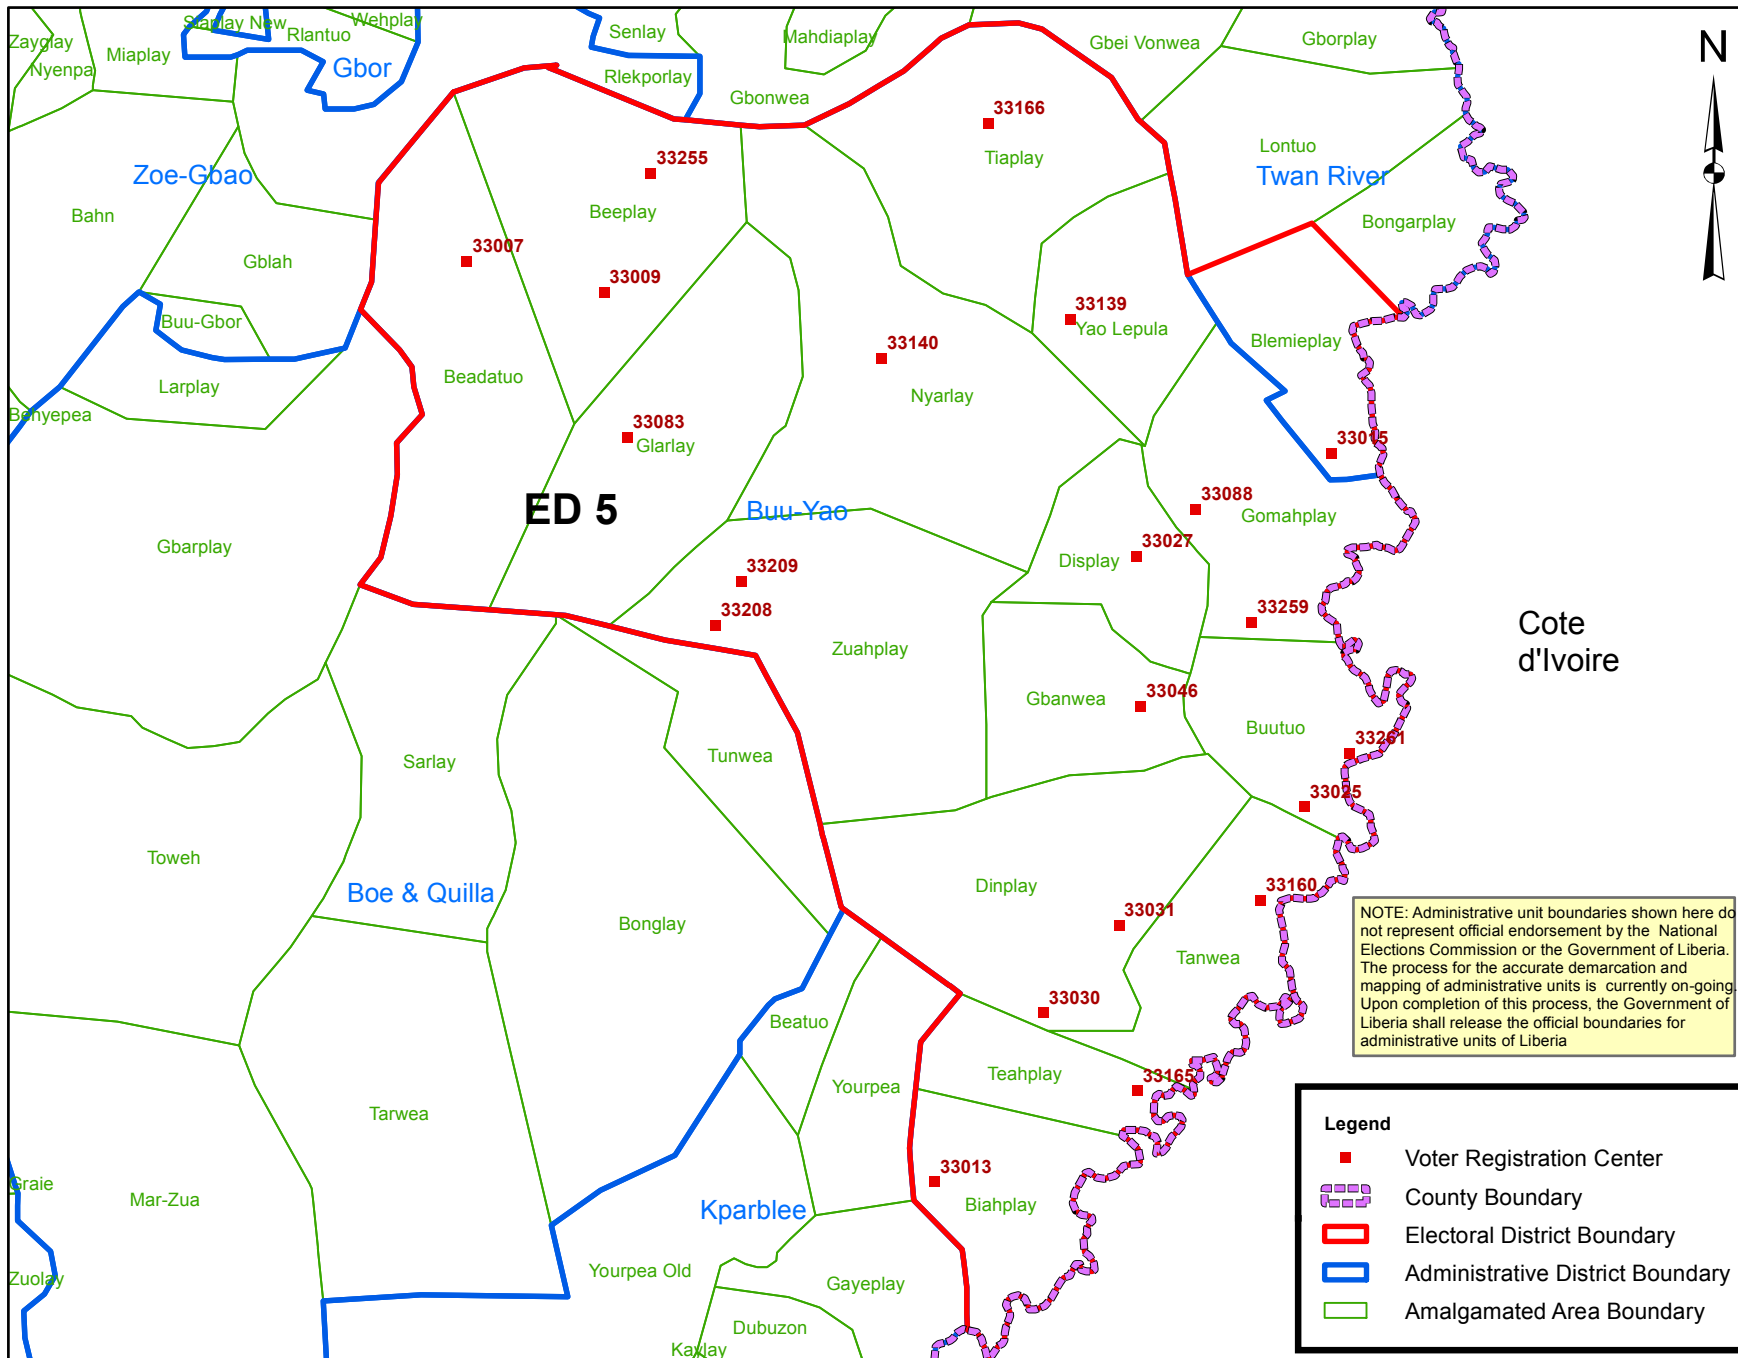 Staplay New
Wehplay
Rlantuo
Zayglay
Nyenpa
Miaplay
Gbor
Senlay
Rlekporlay
Mahdiaplay
Gbonwea
Gbei Vonwea
Gborplay
N
33166
Tiaplay
Lontuo
Twan River
Bongarplay
Zoe-Gbao
Bahn
Gblah
Buu-Gbor
Larplay
33255
Beeplay
33007
33009
33139
Yao Lepula
Blemieplay
33140
Nyarlay
Beadatuo
33083
Glarlay
33015
ED 5
Buu-Yao
33088
Gomahplay
33027
Display
Gbarplay
33209
33208
33259
Zuahplay
Cote
d'Ivoire
Gbanwea
33046
Buutuo
33261
33025
Sarlay
Tunwea
Toweh
Boe & Quilla
Bonglay
Dinplay
33031
33160
Tanwea
NOTE: Administrative unit boundaries shown here do
not represent official endorsement by the National
Elections Commission or the Government of Liberia.
The process for the accurate demarcation and
mapping of administrative units is currently on-going.
Upon completion of this process, the Government of
Liberia shall release the official boundaries for
administrative units of Liberia
33030
Beatuo
Teahplay
33165
Yourpea
Tarwea
33013
Biahplay
Graie
Mar-Zua
Kparblee
Zuolay
Yourpea Old
Gayeplay
Dubuzon
Kaylay
Legend
Voter Registration Center
County Boundary
Electoral District Boundary
Administrative District Boundary
Amalgamated Area Boundary